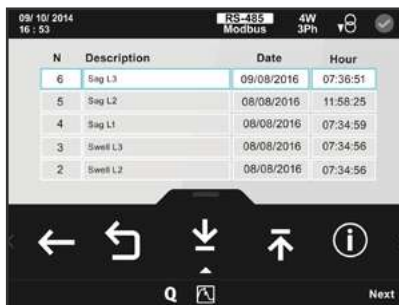 09/ 10/ 2014 RS-485 4W
16 : 53 Modbus 3Ph
N Description Date Hour
6 Sag L3 09/08/2016 07:36:51
5 Sag L2 08/08/2016 11:58:25
4 Sag L1 08/08/2016 07:34:59
3 Swell L3 08/08/2016 07:34:56
2 Swell L2 08/08/2016 07:34:56
Q Next